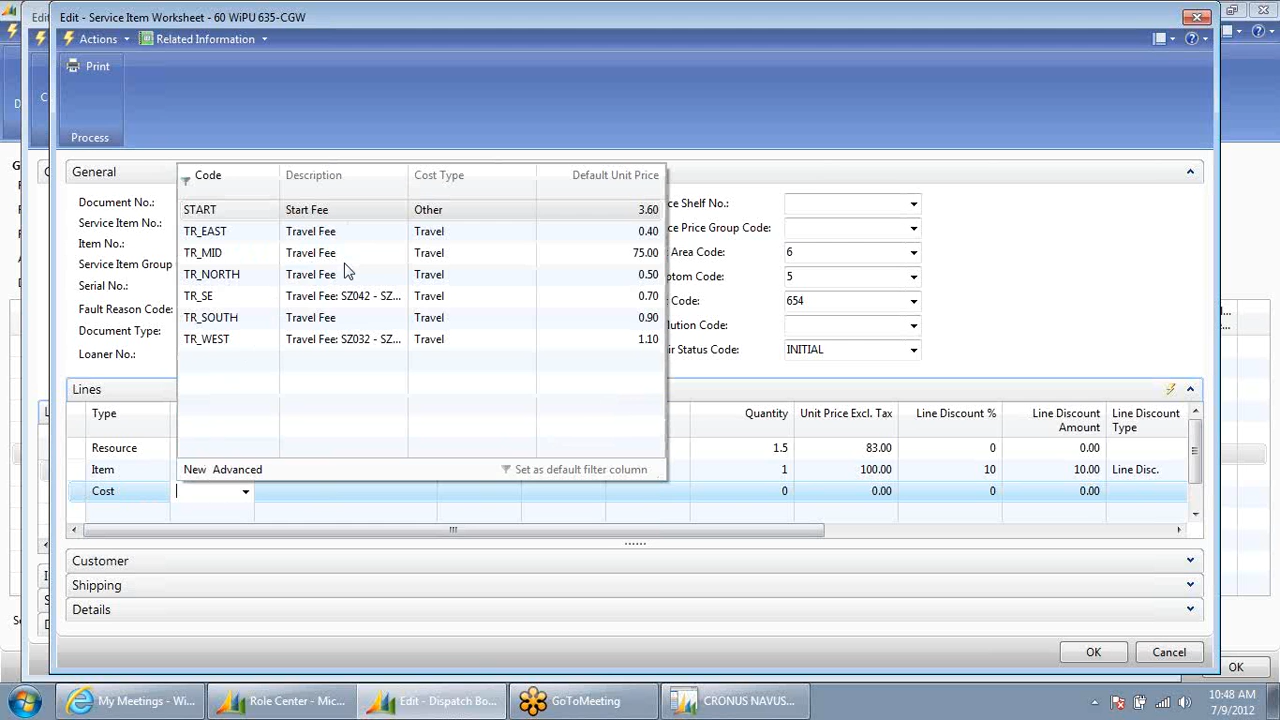 Edi
Edit - Service Item Worksheet - 60 WiPU 635-CGW
Actions
Related Information
Print
Process
General
Code
Description
Cost Type
Default Unit Price
START Start Fee Other 3.60
TR_EAST Travel Fee Travel 0.40
TR_MID Travel Fee Travel 75.00
TR_NORTH Travel Fee Travel 0.50
TR_SE Travel Fee: SZ042 - SZ... Travel 0.70
TR_SOUTH Travel Fee Travel 0.90
TR_WEST Travel Fee: SZ032 - SZ... Travel 1.10
New Advanced
Set as default filter column
Document No.:
Service Item No.:
Item No.:
Service Item Group
Serial No.:
Fault Reason Code:
Document Type:
Loaner No.:
ce Shelf No.:
ce Price Group Code:
t Area Code: 6
ptom Code: 5
t Code: 654
lution Code:
ir Status Code: INITIAL
Lines
Type Quantity Unit Price Excl. Tax Line Discount % Line Discount Amount Line Discount Type
Resource 1.5 83.00 0 0.00
Item 1 100.00 10 10.00 Line Disc.
Cost 0 0.00 0 0.00
Customer
Shipping
Details
OK
Cancel
OK
My Meetings - Wi...
Role Center - Mic...
Edit - Dispatch Bo...
GoToMeeting
CRONUS NAVUS...
10:48 AM
7/9/2012